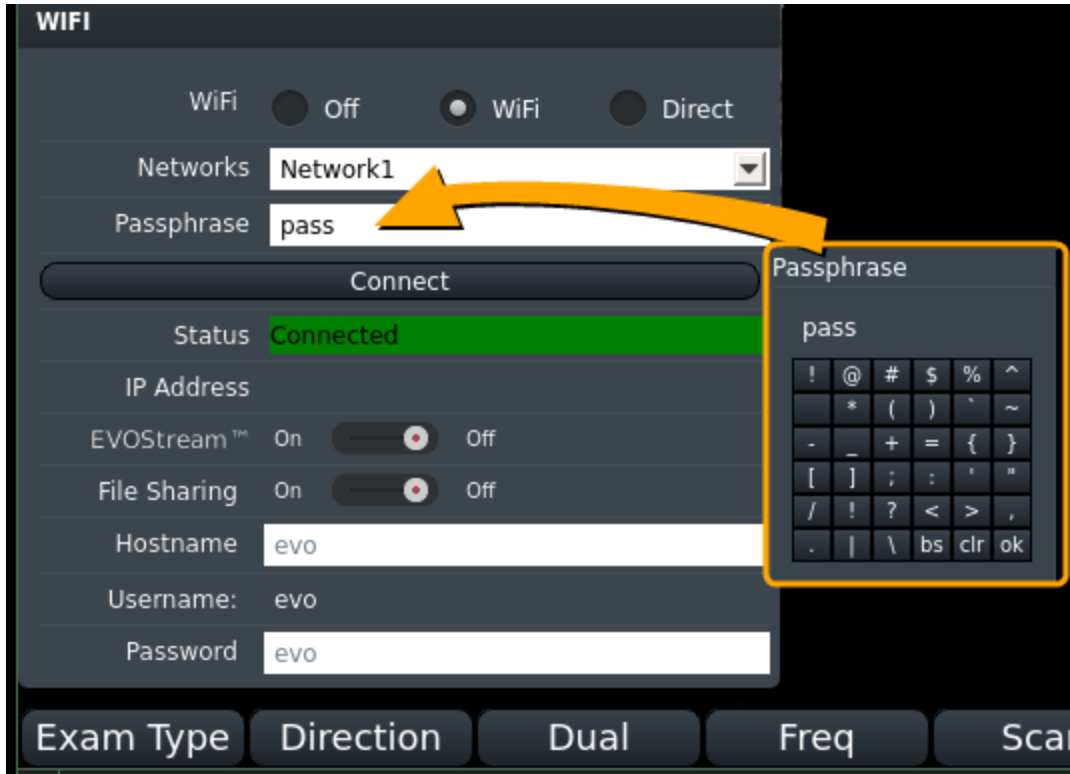 WIFI
WiFi Off WiFi Direct
Networks Network1
Passphrase pass
Connect
Status Connected
IP Address
EVOStream™ On Off
File Sharing On Off
Hostname evo
Username: evo
Password evo
Passphrase
pass
! @ # $ % ^
* ( ) ` ~
- _ + = { }
[ ] ; : ' "
/ ! ? < > ,
. | \ bs clr ok
Exam Type Direction Dual Freq Sca